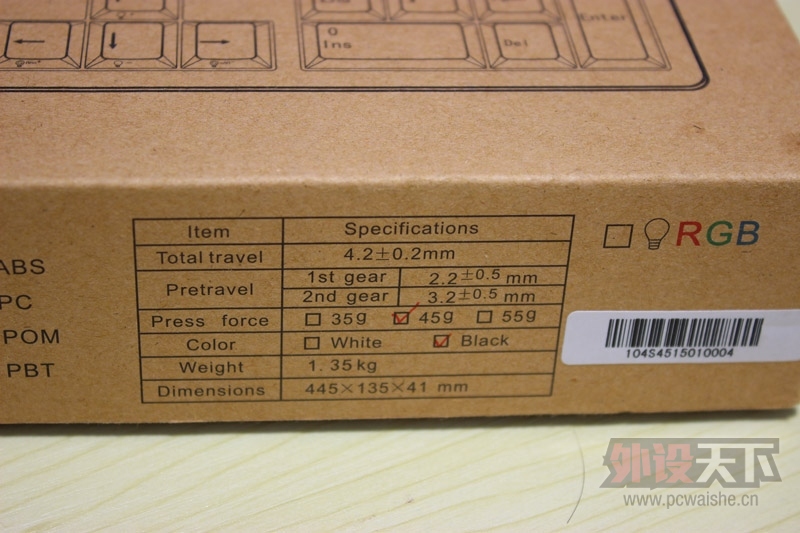 Enter
0
Ins
Del
Item Specifications
Total travel 4.2±0.2mm
Pretravel 1st gear 2.2±0.5 mm
2nd gear 3.2±0.5 mm
Press force □ 35g ☑ 45g □ 55g
Color □ White ☑ Black
Weight 1.35kg
Dimensions 445×135×41 mm
ABS
PC
POM
PBT
RGB
104S4515010004
外设天下
www.pcwaishe.cn